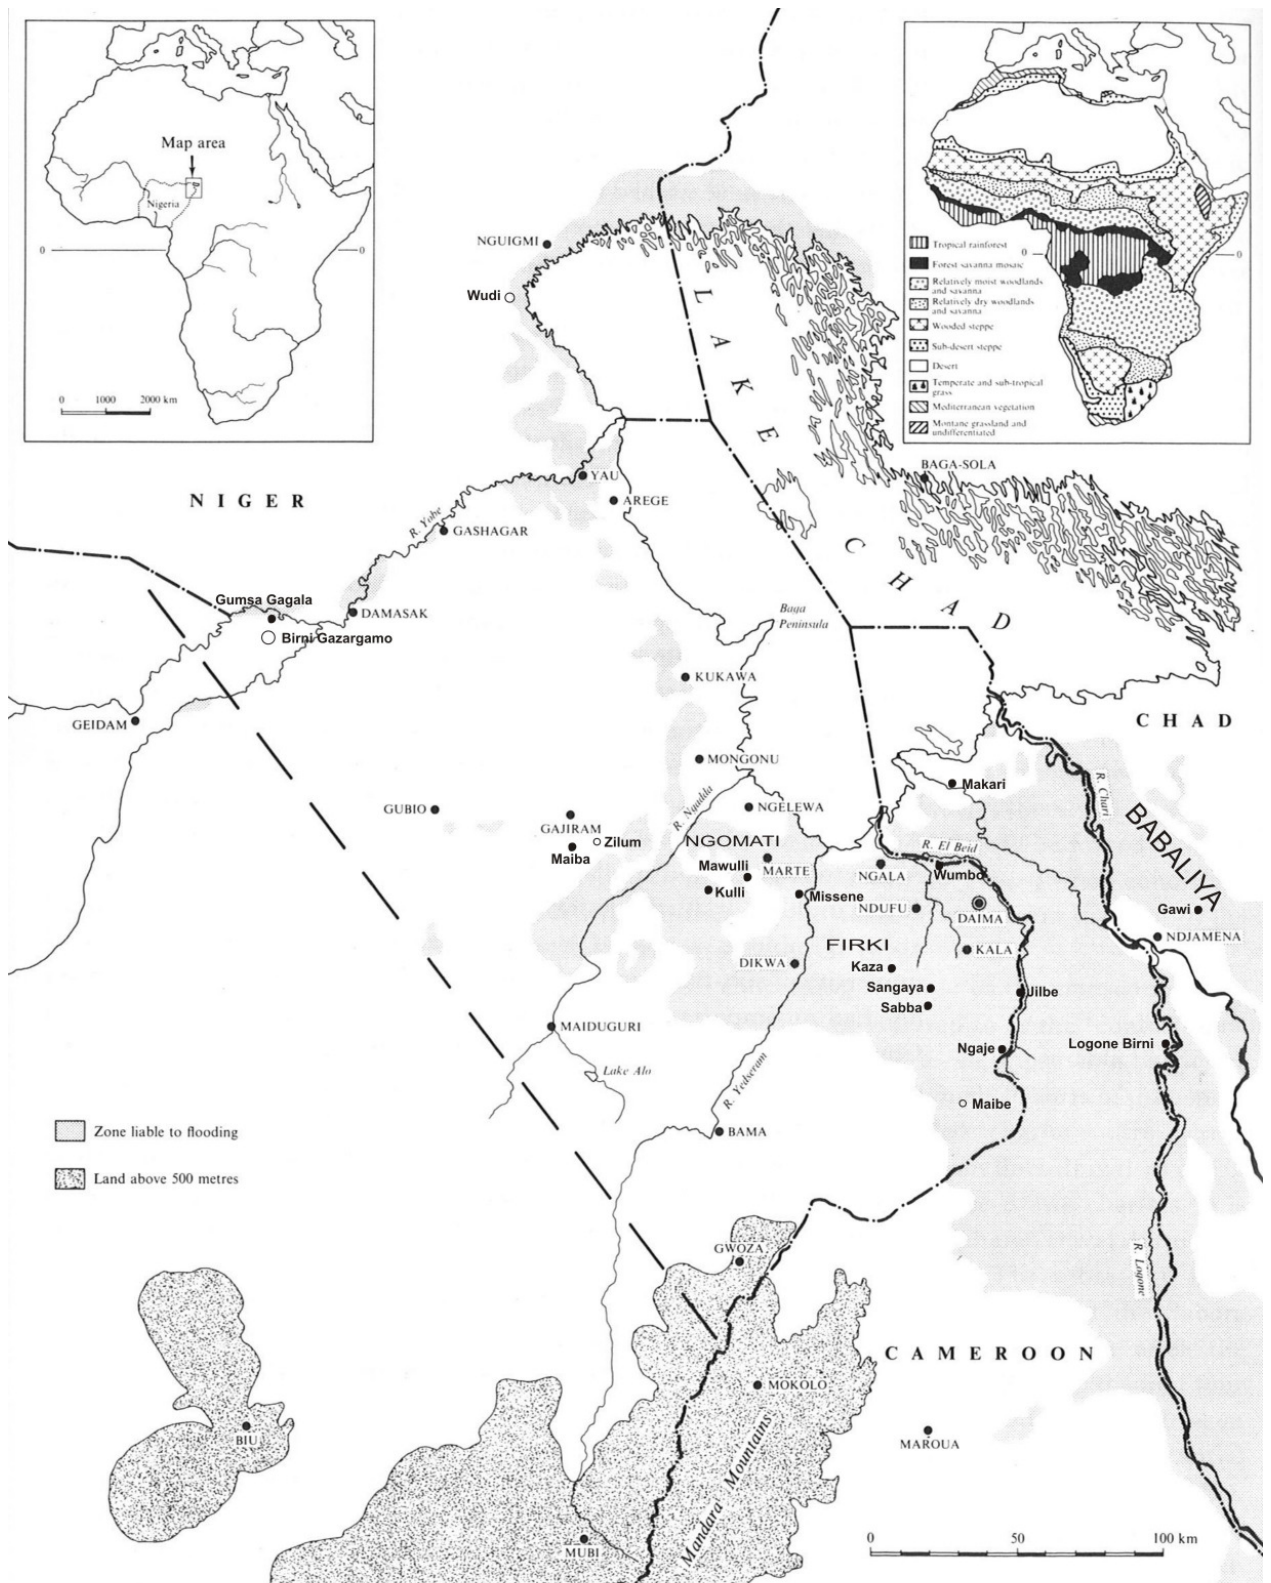 Map area
Nigeria
0
0
0 1000 2000 km
Tropical rainforest
Forest savanna mosaic
Relatively moist woodlands
and savanna
Relatively dry woodlands
and savanna
Wooded steppe
Sub-desert steppe
Desert
Temperate and sub-tropical
grass
Mediterranean vegetation
Montane grassland and
undifferentiated
0
0
NGUIGMI
Wudi
LAKE
CHAD
BAGA-SOLA
YAU
NIGER
AREGE
R. Yobe
GASHAGAR
Gumsa Gagala
DAMASAK
Baga
Peninsula
Birni Gazargamo
KUKAWA
GEIDAM
CHAD
MONGONU
R. Chari
Makari
R. Ngadda
GUBIO
NGELEWA
GAJIRAM
Zilum
NGOMATI
BABALIYA
Maiba
R. El Beid
Mawulli
MARTE
NGALA
Wumbo
Kulli
Missene
NDUFU
DAIMA
Gawi
FIRKI
KALA
NDJAMENA
DIKWA
Kaza
Sangaya
Jilbe
Sabba
MAIDUGURI
Ngaje
Logone Birni
Lake Alo
R. Yedseram
Maibe
Zone liable to flooding
BAMA
Land above 500 metres
GWOZA
R. Logone
CAMEROON
MOKOLO
BIU
MAROUA
Mandara Mountains
MUBI
0 50 100 km